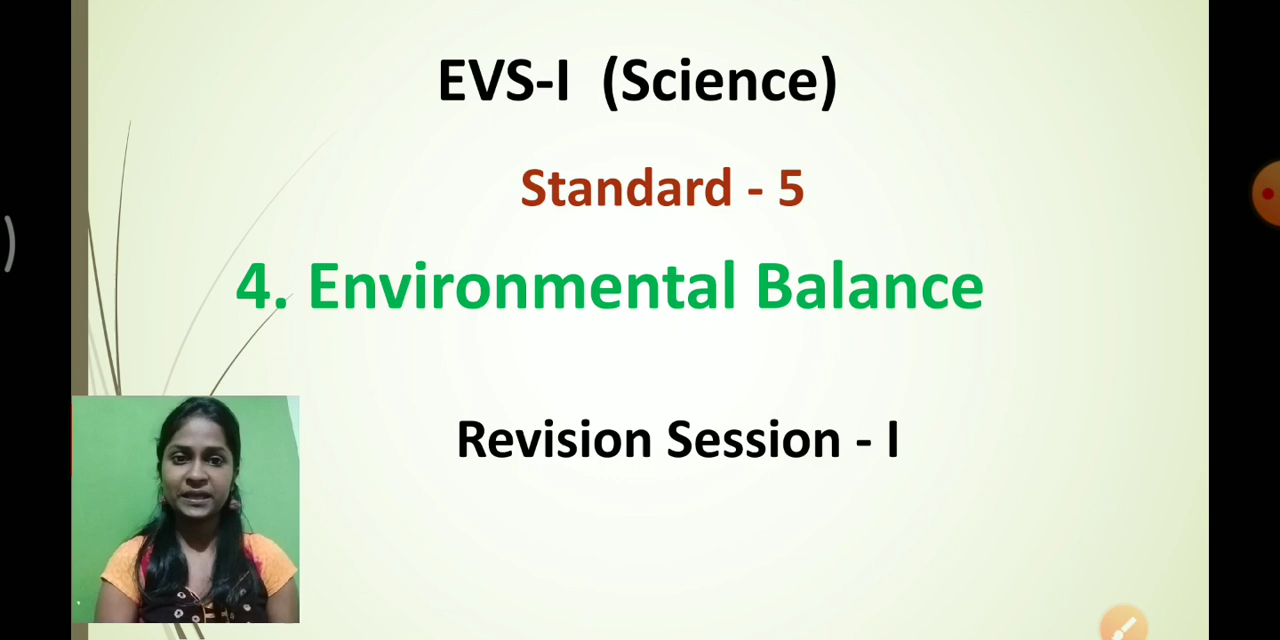 EVS-I (Science)
Standard - 5
4. Environmental Balance
Revision Session - I